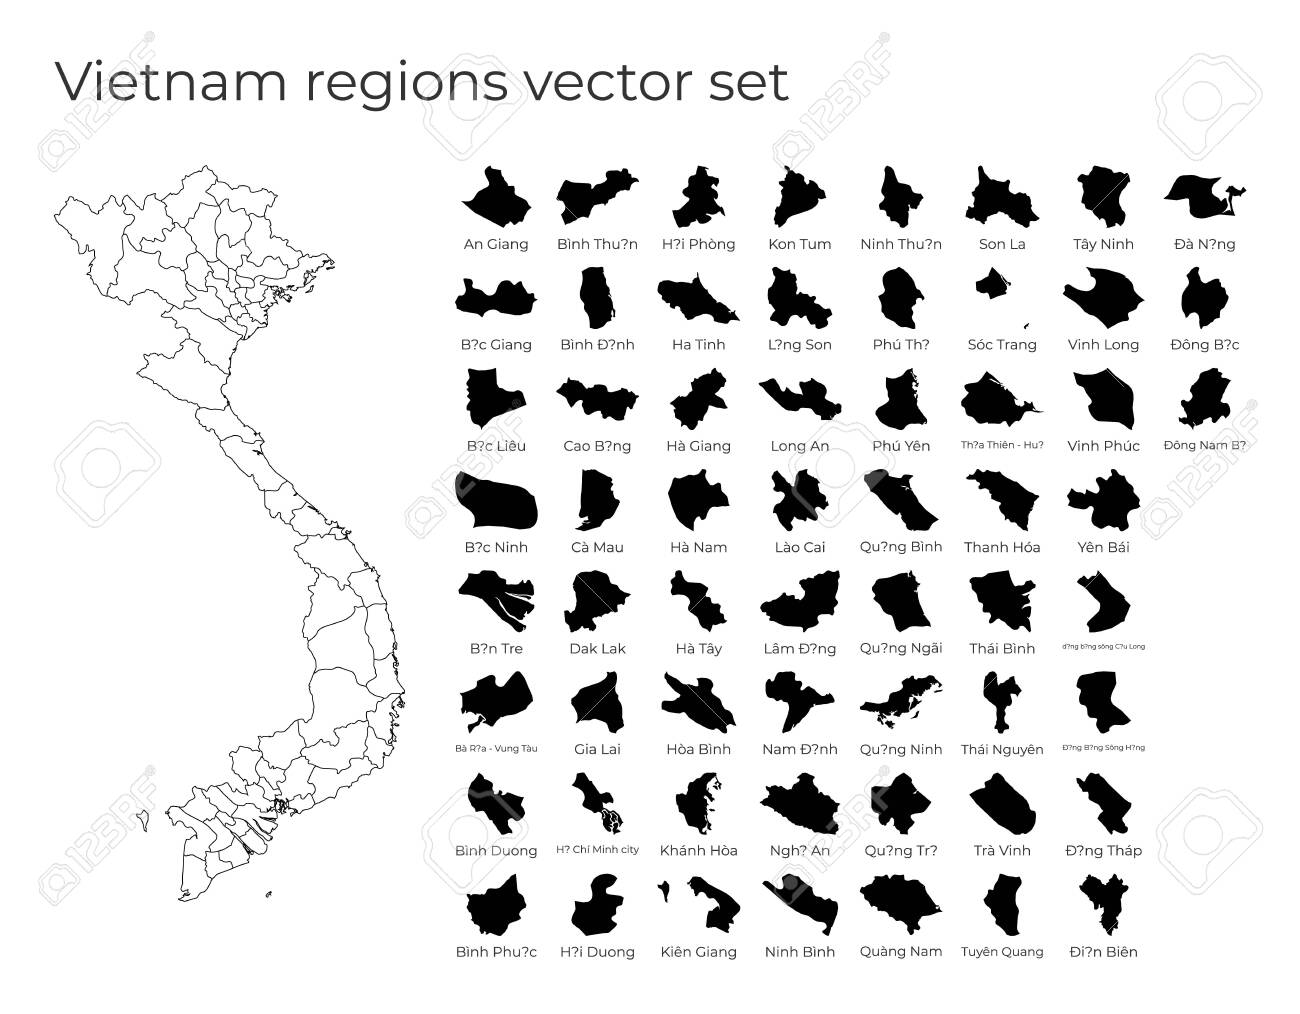 Vietnam regions vector set
An Giang Bình Thu?n H?i Phòng Kon Tum Ninh Thu?n Son La Tây Ninh Đà N?ng
B?c Giang Bình Đ?nh Ha Tinh L?ng Son Phú Th? Sóc Trang Vinh Long Đông B?c
B?c Liêu Cao B?ng Hà Giang Long An Phú Yên Th?a Thiên - Hu? Vinh Phúc Đông Nam B?
B?c Ninh Cà Mau Hà Nam Lào Cai Qu?ng Bình Thanh Hóa Yên Bái
B?n Tre Dak Lak Hà Tây Lâm Đ?ng Qu?ng Ngãi Thái Bình d?ng b?ng sông C?u Long
Bà R?a - Vung Tàu Gia Lai Hòa Bình Nam Đ?nh Qu?ng Ninh Thái Nguyên Đ?ng B?ng Sông H?ng
Bình Duong H? Chí Minh city Khánh Hòa Ngh? An Qu?ng Tr? Trà Vinh Đ?ng Tháp
Bình Phu?c H?i Duong Kiên Giang Ninh Bình Quàng Nam Tuyên Quang Đi?n Biên
123RF